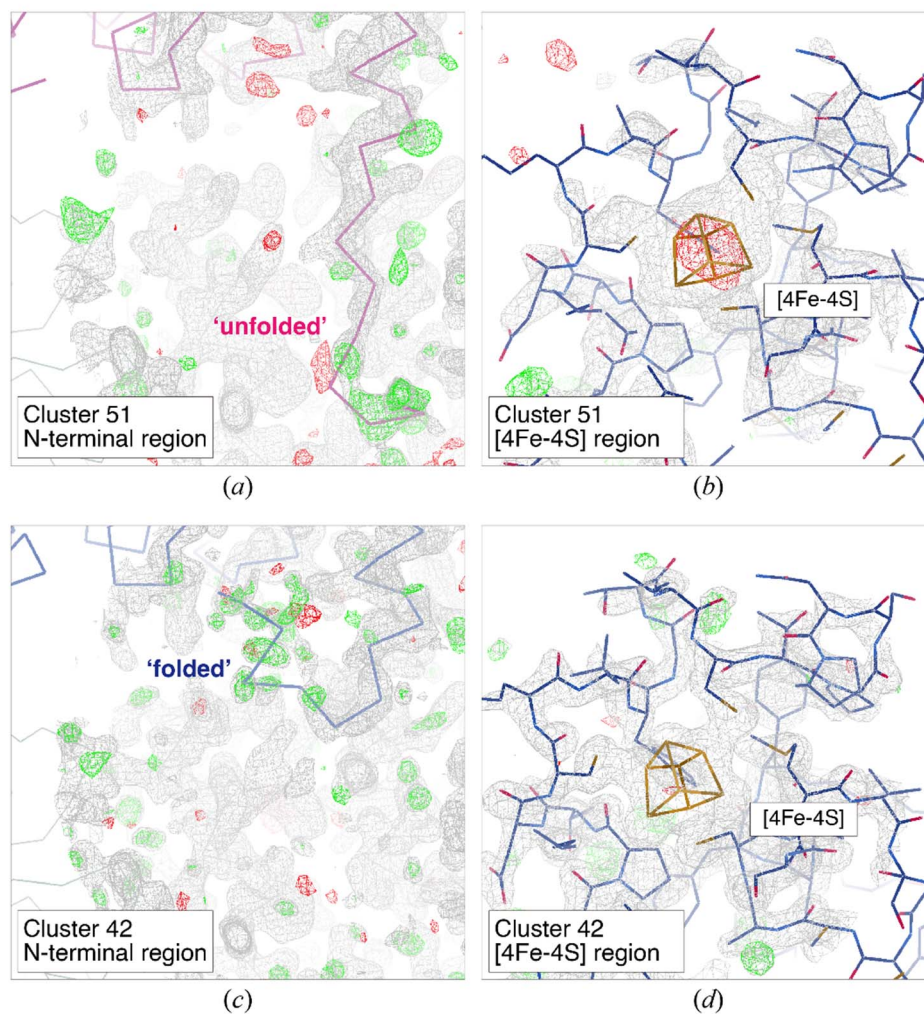 'unfolded'
Cluster 51
N-terminal region
(a)
[4Fe-4S]
Cluster 51
[4Fe-4S] region
(b)
'folded'
Cluster 42
N-terminal region
(c)
[4Fe-4S]
Cluster 42
[4Fe-4S] region
(d)